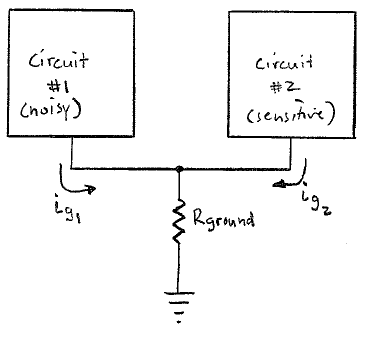 Circuit
#1
(noisy)
circuit
#2
(sensitive)
ig1
ig2
Rground